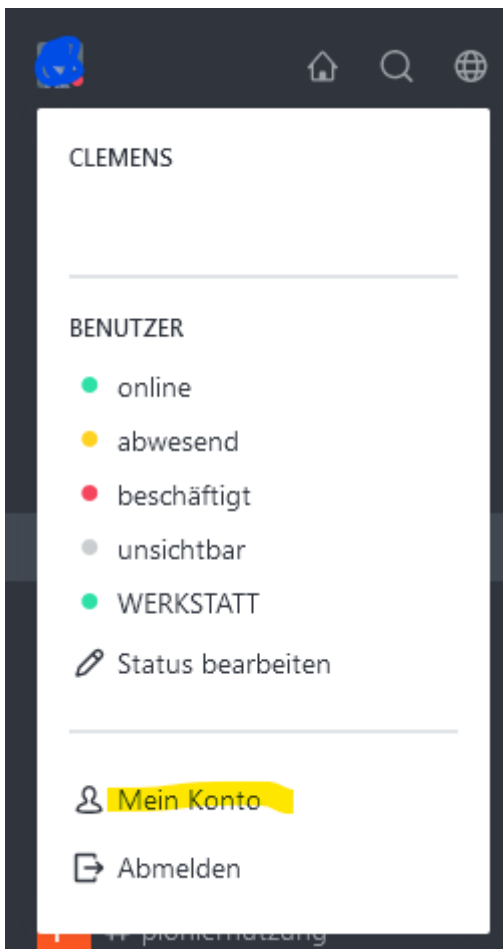 CLEMENS
BENUTZER
online
abwesend
beschäftigt
unsichtbar
WERKSTATT
Status bearbeiten
Mein Konto
Abmelden